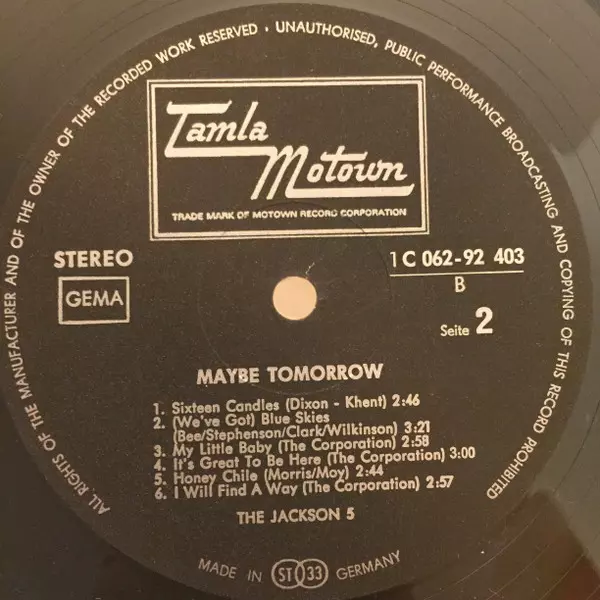 ALL RIGHTS OF THE MANUFACTURER AND OF THE OWNER OF THE RECORDED WORK RESERVED · UNAUTHORISED, PUBLIC PERFORMANCE BROADCASTING AND COPYING OF THIS RECORD PROHIBITED
Tamla
Motown
TRADE MARK OF MOTOWN RECORD CORPORATION
STEREO
1 C 062-92 403
GEMA
B
Seite 2
MAYBE TOMORROW
1. Sixteen Candles (Dixon - Khent) 2:46
2. (We've Got) Blue Skies
(Bee/Stephenson/Clark/Wilkinson) 3:21
3. My Little Baby (The Corporation) 2:58
4. It's Great To Be Here (The Corporation) 3:00
5. Honey Chile (Morris/Moy) 2:44
6. I Will Find A Way (The Corporation) 2:57
THE JACKSON 5
MADE IN ST 33 GERMANY